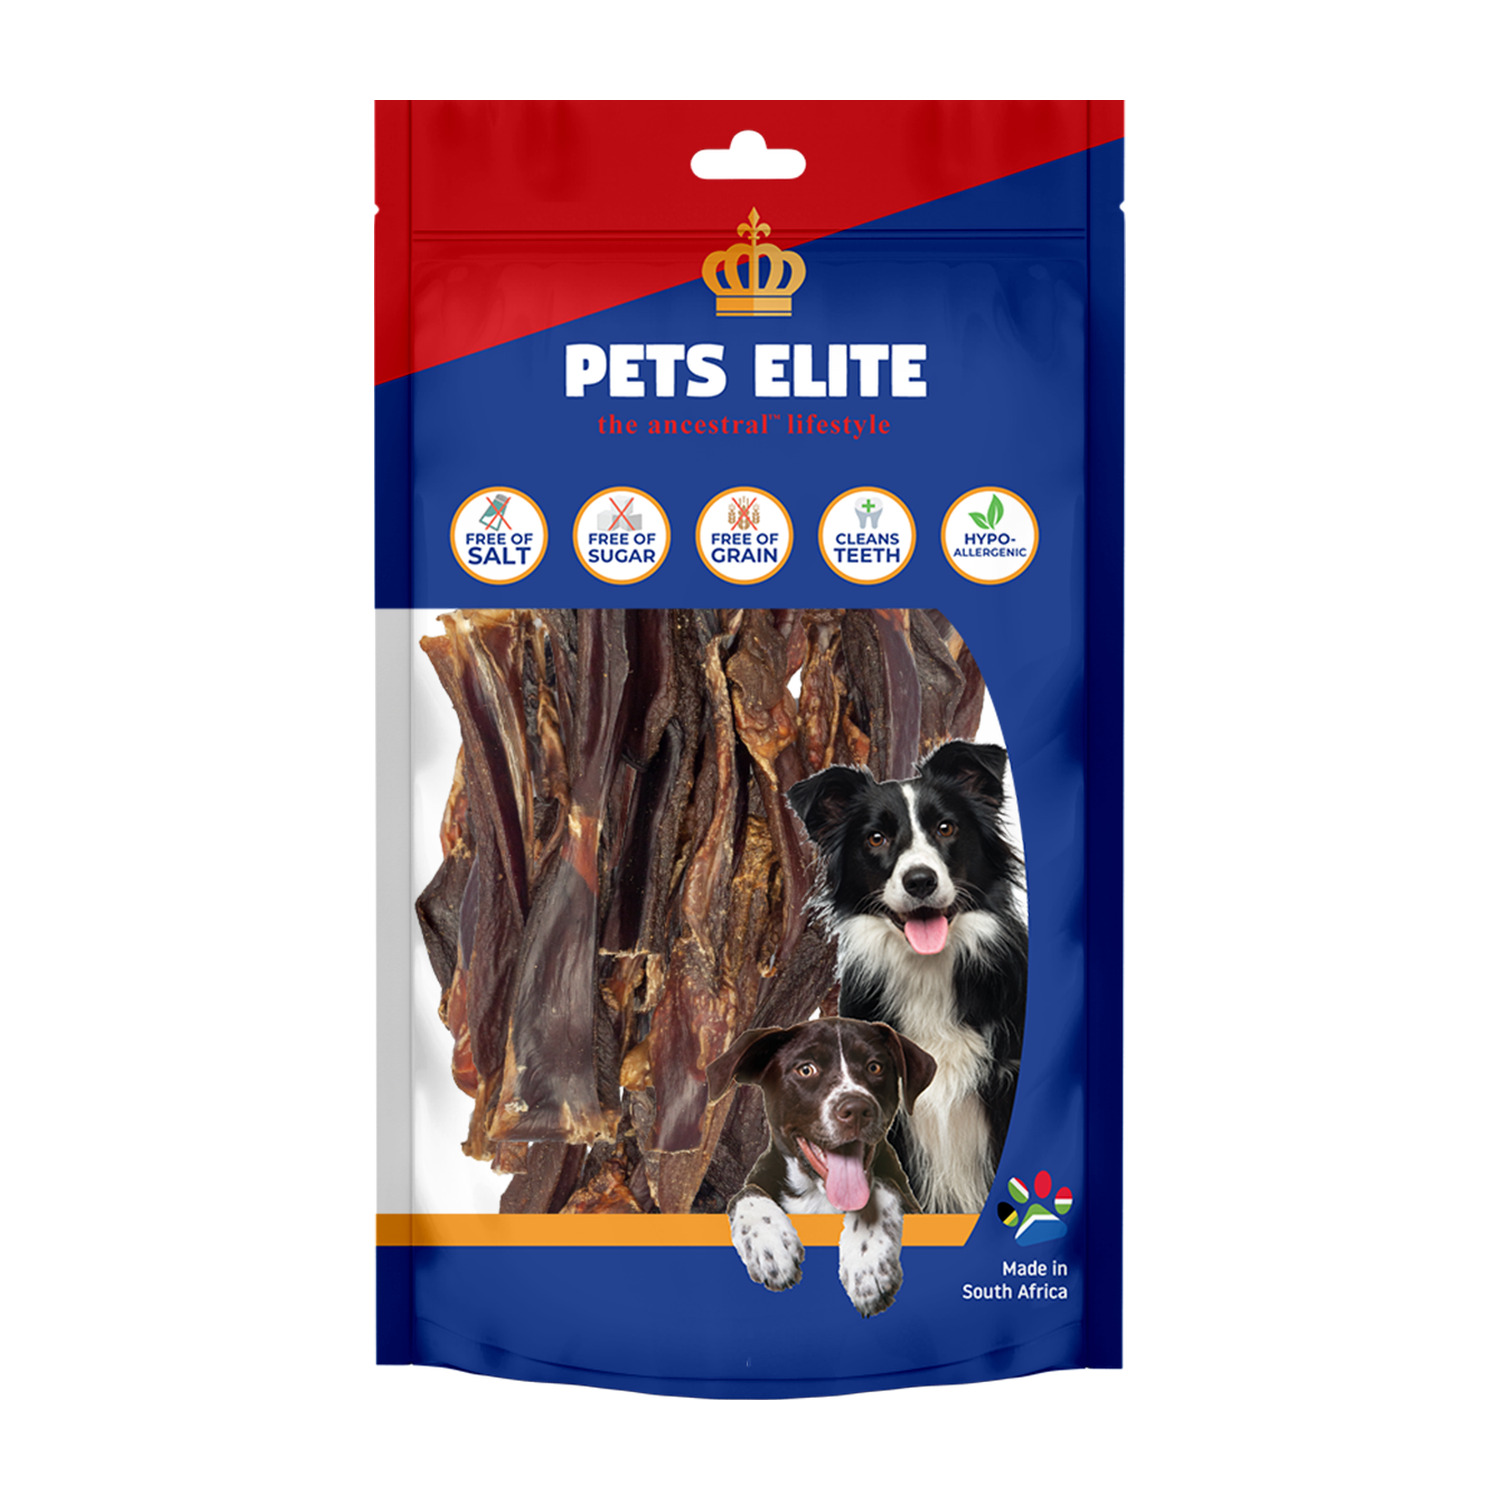 PETS ELITE
the ancestral™ lifestyle
FREE OF
SALT
FREE OF
SUGAR
FREE OF
GRAIN
CLEANS
TEETH
HYPO-
ALLERGENIC
Made in
South Africa